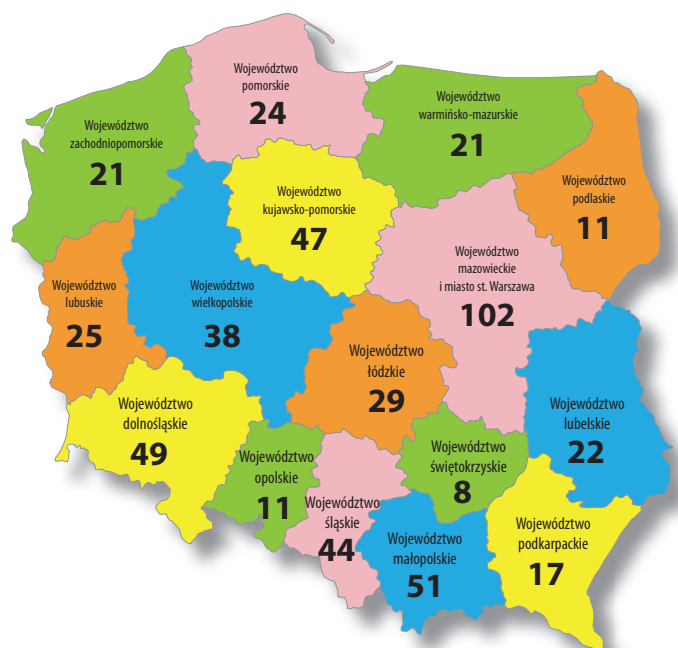 Województwo
pomorskie
24
Województwo
zachodniopomorskie
21
Województwo
warmińsko-mazurskie
21
Województwo
podlaskie
11
Województwo
kujawsko-pomorskie
47
Województwo
mazowieckie
i miasto st. Warszawa
102
Województwo
lubuskie
25
Województwo
wielkopolskie
38
Województwo
łódzkie
29
Województwo
dolnośląskie
49
Województwo
lubelskie
22
Województwo
opolskie
11
Województwo
świętokrzyskie
8
Województwo
śląskie
44
Województwo
małopolskie
51
Województwo
podkarpackie
17